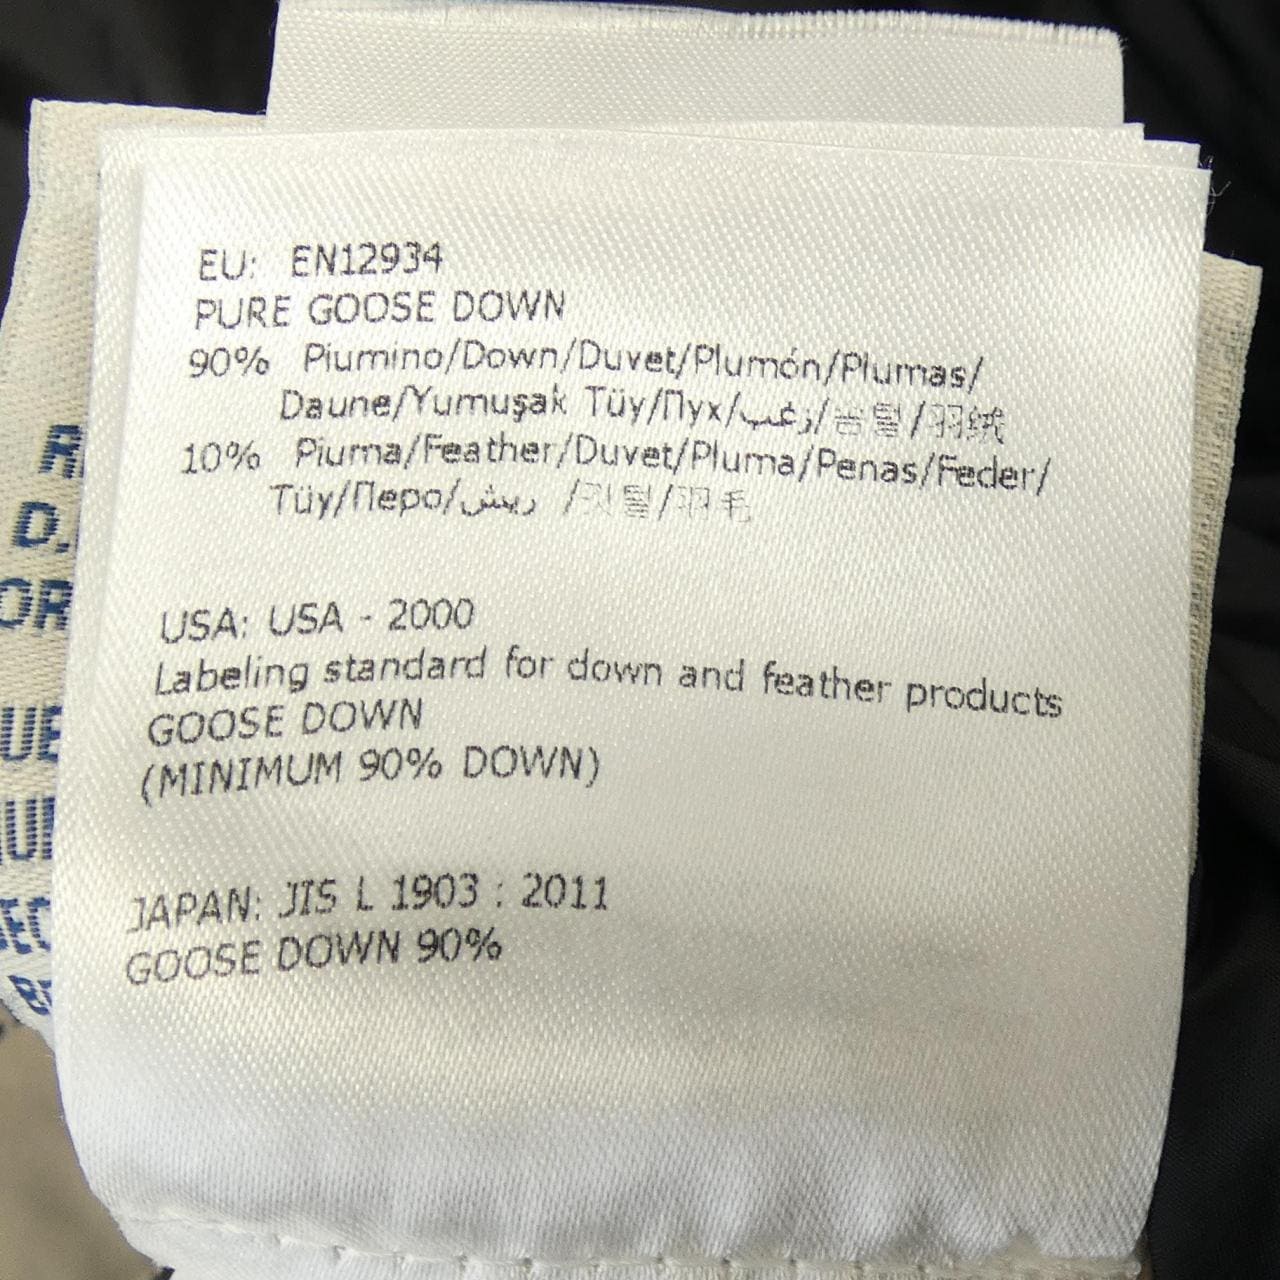 EU: EN12934
PURE GOOSE DOWN
90% Piumino/Down/Duvet/Plumón/Plumas/
Daune/Yumuşak Tüy/Пух/زغب/솜털/羽绒
10% Piuma/Feather/Duvet/Pluma/Penas/Feder/
Tüy/Перо/ريش /깃털/羽毛
USA: USA - 2000
Labeling standard for down and feather products
GOOSE DOWN
(MINIMUM 90% DOWN)
JAPAN: JIS L 1903 : 2011
GOOSE DOWN 90%
R
D.
OR
UE